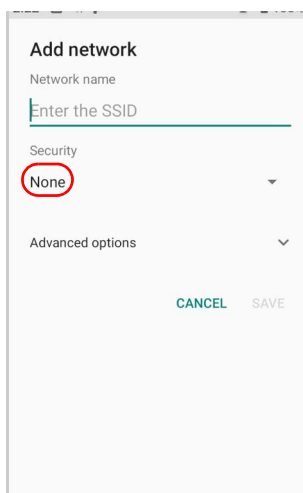 Add network
Network name
Enter the SSID
Security
None
Advanced options
CANCEL SAVE